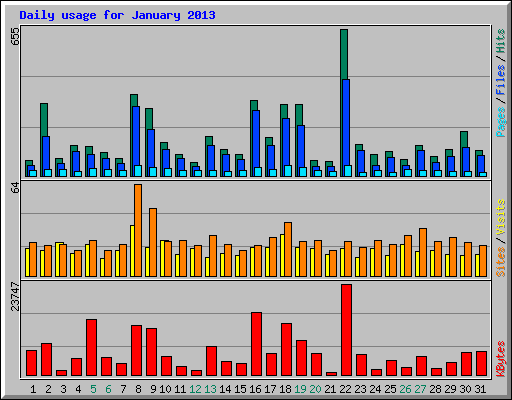 Daily usage for January 2013
655
Pages / Files / Hits
64
Sites / Visits
23747
KBytes
1 2 3 4 5 6 7 8 9 10 11 12 13 14 15 16 17 18 19 20 21 22 23 24 25 26 27 28 29 30 31